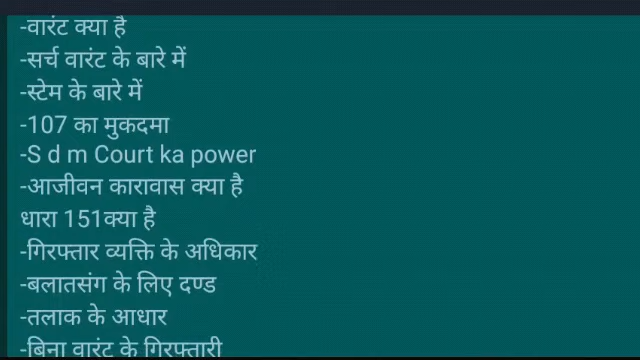 -वारंट क्या है
-सर्च वारंट के बारे में
-स्टेम के बारे में
-107 का मुकदमा
-S d m Court ka power
-आजीवन कारावास क्या है
धारा 151क्या है
-गिरफ्तार व्यक्ति के अधिकार
-बलातसंग के लिए दण्ड
-तलाक के आधार
-बिना वारंट के गिरफ्तारी